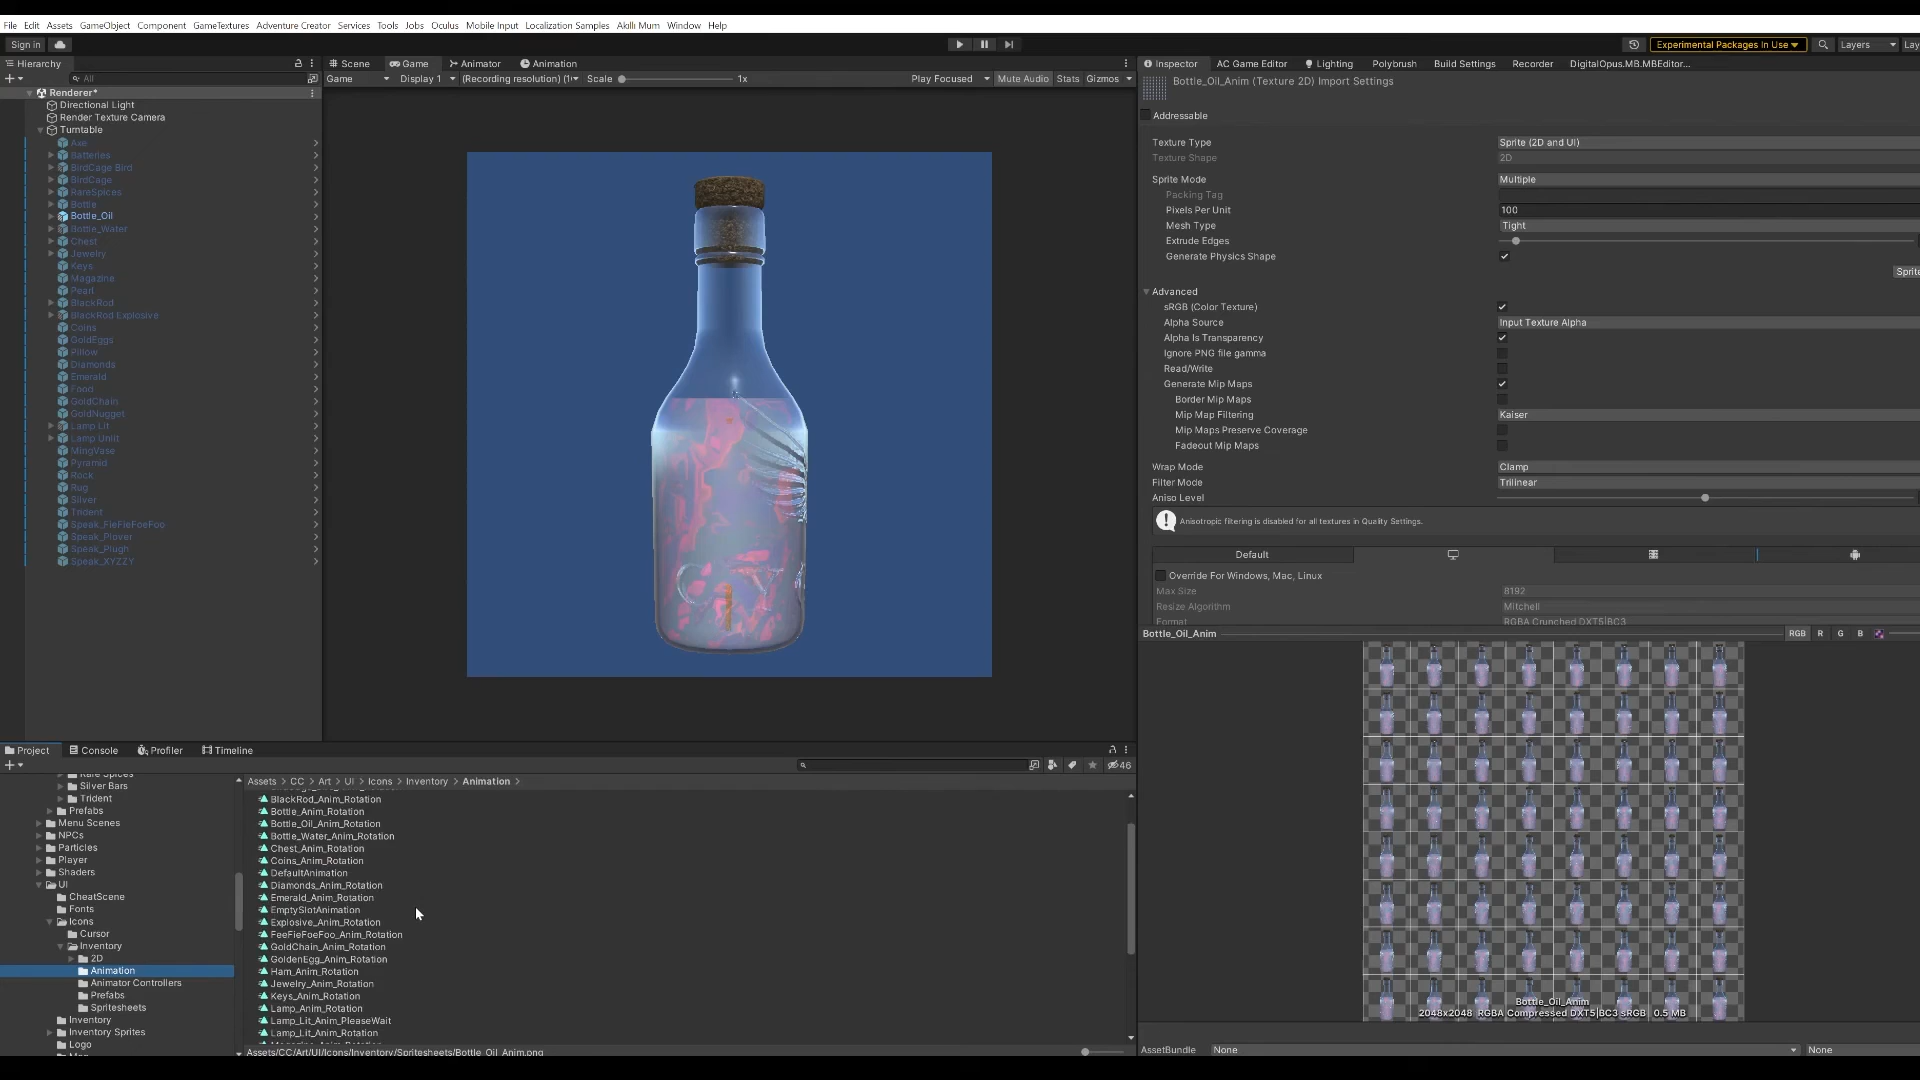 File Edit Assets GameObject Component GameTextures Adventure Creator Services Tools Jobs Oculus Mobile Input Localization Samples Akıllı Mum Window Help
Sign in
Experimental Packages In Use
Layers
Lay
Hierarchy
All
Renderer*
Directional Light
Render Texture Camera
Turntable
Axe
Batteries
BirdCage Bird
BirdCage
RareSpices
Bottle
Bottle_Oil
Bottle_Water
Chest
Jewelry
Keys
Magazine
Pearl
BlackRod
BlackRod Explosive
Coins
GoldEggs
Pillow
Diamonds
Emerald
Food
GoldChain
GoldNugget
Lamp Lit
Lamp Unlit
MingVase
Pyramid
Rock
Rug
Silver
Trident
Speak_FieFieFoeFoo
Speak_Plover
Speak_Plugh
Speak_XYZZY
Scene Game Animator Animation
Game Display 1 (Recording resolution) (1 Scale 1x Play Focused Mute Audio Stats Gizmos
Inspector AC Game Editor Lighting Polybrush Build Settings Recorder DigitalOpus.MB.MBEditor...
Bottle_Oil_Anim (Texture 2D) Import Settings
Addressable
Texture Type Sprite (2D and UI)
Texture Shape 2D
Sprite Mode Multiple
Packing Tag
Pixels Per Unit 100
Mesh Type Tight
Extrude Edges
Generate Physics Shape
Sprite
Advanced
sRGB (Color Texture)
Alpha Source Input Texture Alpha
Alpha Is Transparency
Ignore PNG file gamma
Read/Write
Generate Mip Maps
Border Mip Maps
Mip Map Filtering Kaiser
Mip Maps Preserve Coverage
Fadeout Mip Maps
Wrap Mode Clamp
Filter Mode Trilinear
Aniso Level
Anisotropic filtering is disabled for all textures in Quality Settings.
Default
Override For Windows, Mac, Linux
Max Size 8192
Resize Algorithm Mitchell
Format RGBA Crunched DXT5|BC3
Bottle_Oil_Anim
RGB R G B
Bottle_Oil_Anim
2048x2048 RGBA Compressed DXT5|BC3 sRGB 0.5 MB
AssetBundle None None
Project Console Profiler Timeline
46
Rare Spices
Silver Bars
Trident
Prefabs
Menu Scenes
NPCs
Particles
Player
Shaders
UI
CheatScene
Fonts
Icons
Cursor
Inventory
2D
Animation
Animator Controllers
Prefabs
Spritesheets
Inventory
Inventory Sprites
Logo
Assets > CC > Art > UI > Icons > Inventory > Animation >
BlackRod_Anim_Rotation
Bottle_Anim_Rotation
Bottle_Oil_Anim_Rotation
Bottle_Water_Anim_Rotation
Chest_Anim_Rotation
Coins_Anim_Rotation
DefaultAnimation
Diamonds_Anim_Rotation
Emerald_Anim_Rotation
EmptySlotAnimation
Explosive_Anim_Rotation
FeeFieFoeFoo_Anim_Rotation
GoldChain_Anim_Rotation
GoldenEgg_Anim_Rotation
Ham_Anim_Rotation
Jewelry_Anim_Rotation
Keys_Anim_Rotation
Lamp_Anim_Rotation
Lamp_Lit_Anim_PleaseWait
Lamp_Lit_Anim_Rotation
Assets/CC/Art/UI/Icons/Inventory/Spritesheets/Bottle_Oil_Anim.png